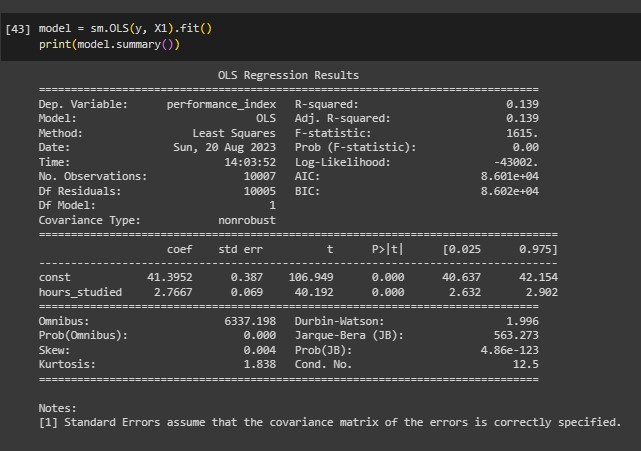 [43] model = sm.OLS(y, X1).fit()
print(model.summary())
OLS Regression Results
==============================================================================
Dep. Variable: performance_index R-squared: 0.139
Model: OLS Adj. R-squared: 0.139
Method: Least Squares F-statistic: 1615.
Date: Sun, 20 Aug 2023 Prob (F-statistic): 0.00
Time: 14:03:52 Log-Likelihood: -43002.
No. Observations: 10007 AIC: 8.601e+04
Df Residuals: 10005 BIC: 8.602e+04
Df Model: 1
Covariance Type: nonrobust
=================================================================================
coef std err t P>|t| [0.025 0.975]
---------------------------------------------------------------------------------
const 41.3952 0.387 106.949 0.000 40.637 42.154
hours_studied 2.7667 0.069 40.192 0.000 2.632 2.902
==============================================================================
Omnibus: 6337.198 Durbin-Watson: 1.996
Prob(Omnibus): 0.000 Jarque-Bera (JB): 563.273
Skew: 0.004 Prob(JB): 4.86e-123
Kurtosis: 1.838 Cond. No. 12.5
==============================================================================
Notes:
[1] Standard Errors assume that the covariance matrix of the errors is correctly specified.